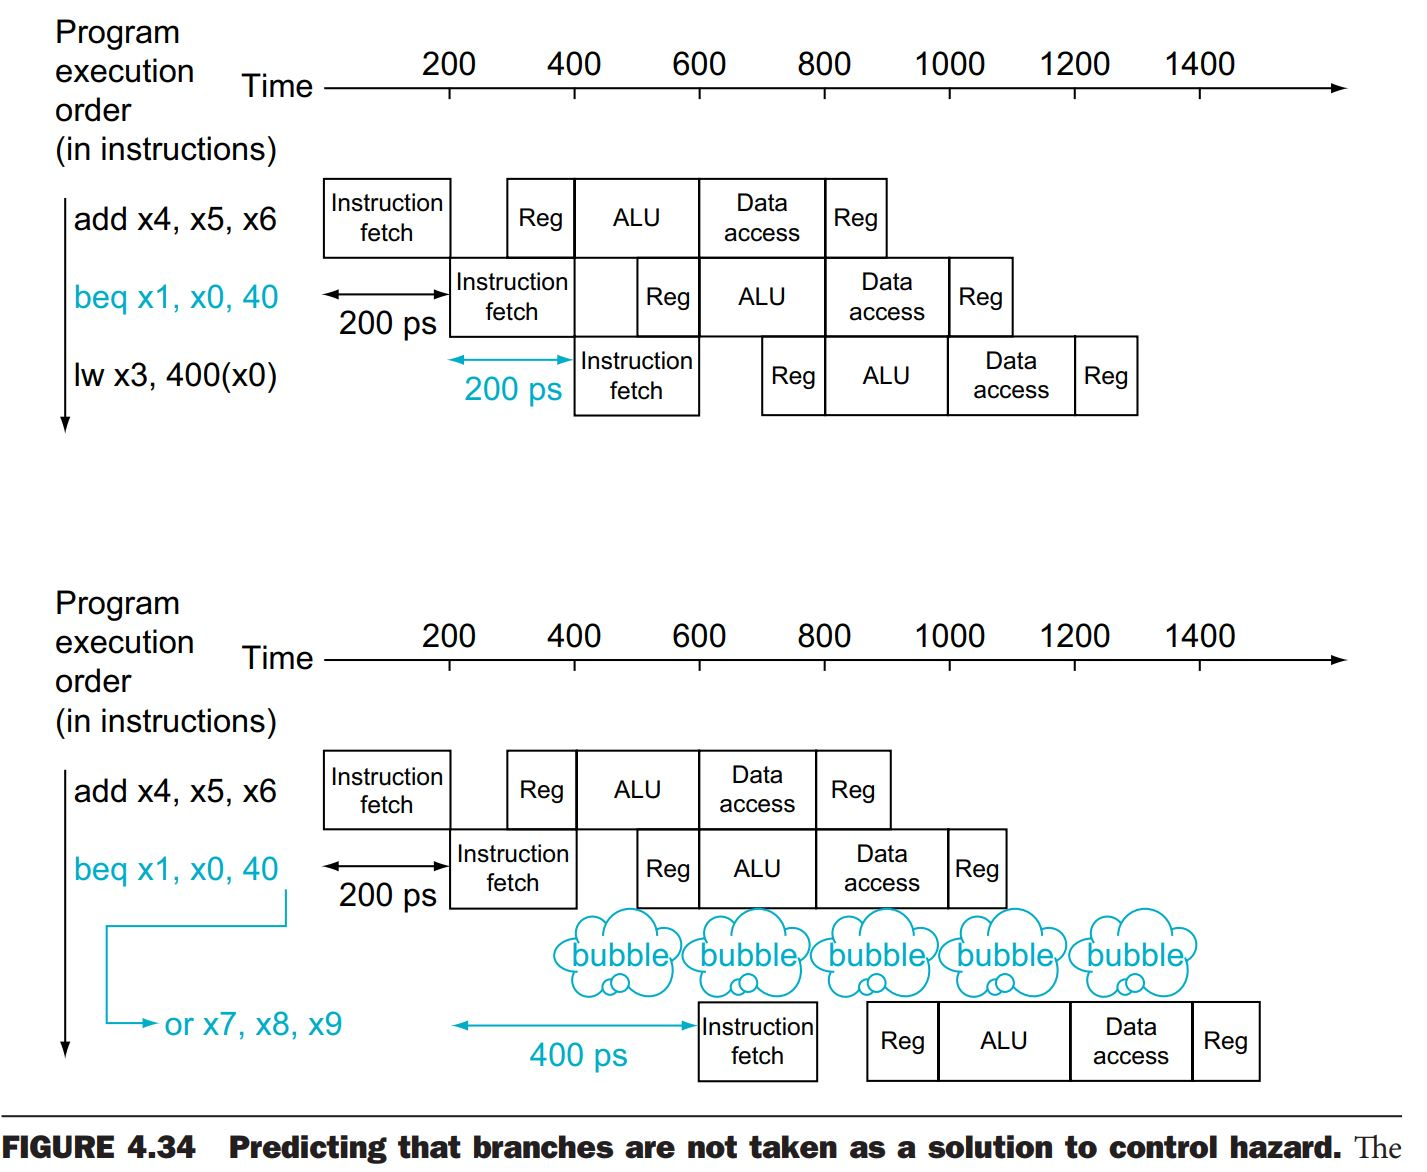 Program
execution
order
(in instructions)
Time
200 400 600 800 1000 1200 1400
add x4, x5, x6
Instruction
fetch
Reg
ALU
Data
access
Reg
beq x1, x0, 40
200 ps
Instruction
fetch
Reg
ALU
Data
access
Reg
lw x3, 400(x0)
200 ps
Instruction
fetch
Reg
ALU
Data
access
Reg
Program
execution
order
(in instructions)
Time
200 400 600 800 1000 1200 1400
add x4, x5, x6
Instruction
fetch
Reg
ALU
Data
access
Reg
beq x1, x0, 40
200 ps
Instruction
fetch
Reg
ALU
Data
access
Reg
bubble bubble bubble bubble bubble
or x7, x8, x9
400 ps
Instruction
fetch
Reg
ALU
Data
access
Reg
FIGURE 4.34 Predicting that branches are not taken as a solution to control hazard. The